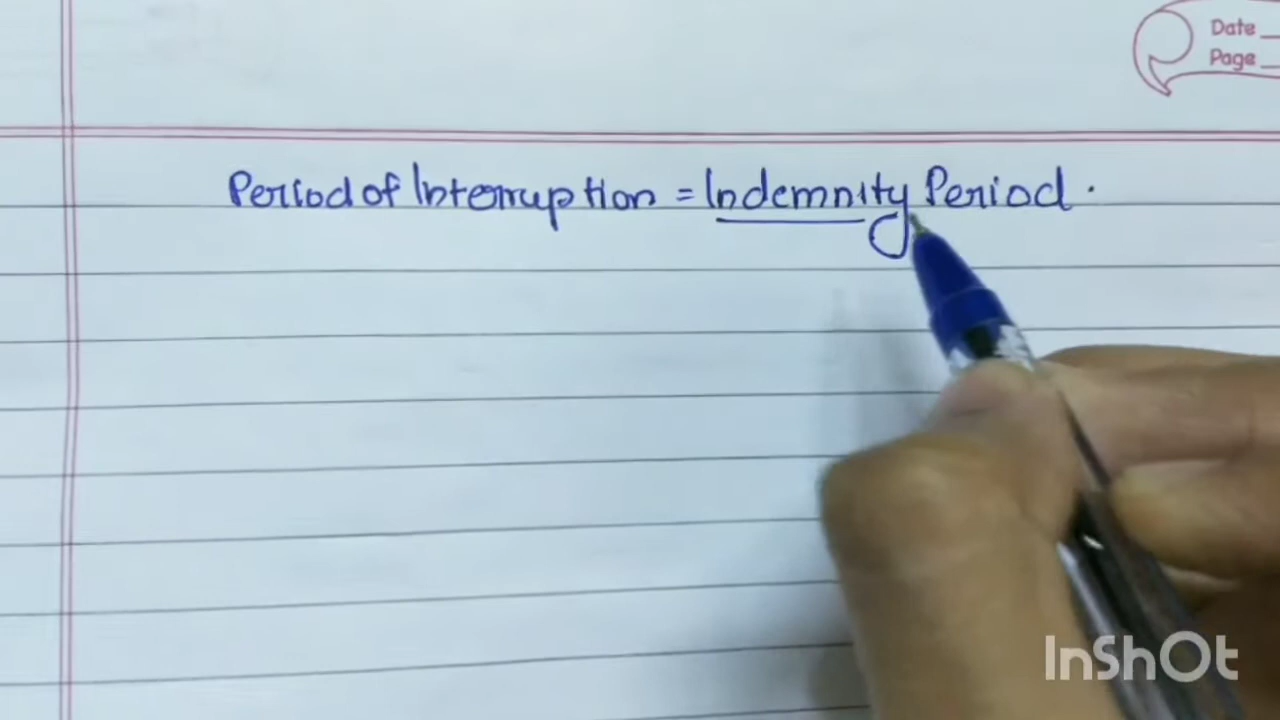 Date
Page
Period of Interruption = Indemnity Period.
InShOt